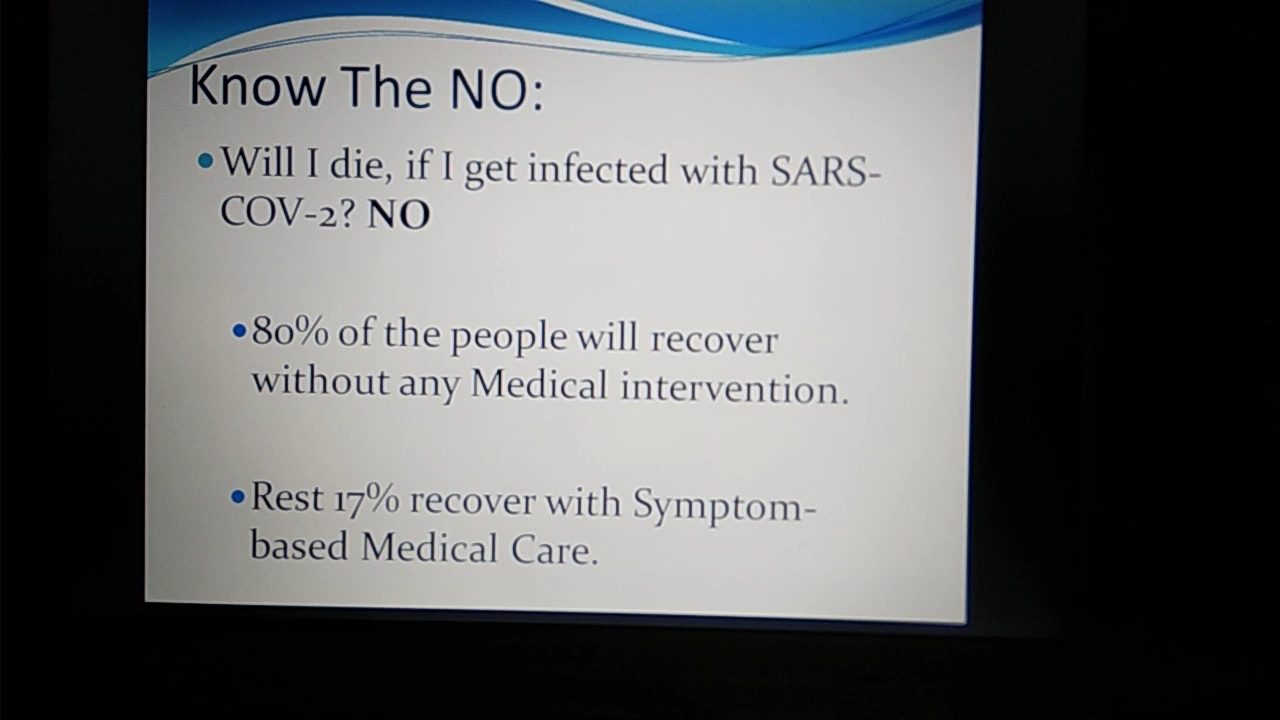 Know The NO:
• Will I die, if I get infected with SARS-
COV-2? NO
• 80% of the people will recover
without any Medical intervention.
• Rest 17% recover with Symptom-
based Medical Care.